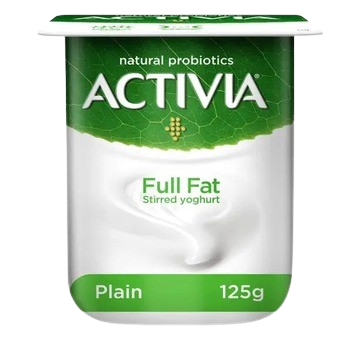 natural probiotics
ACTIVIA®
Full Fat
Stirred yoghurt
Plain 125g